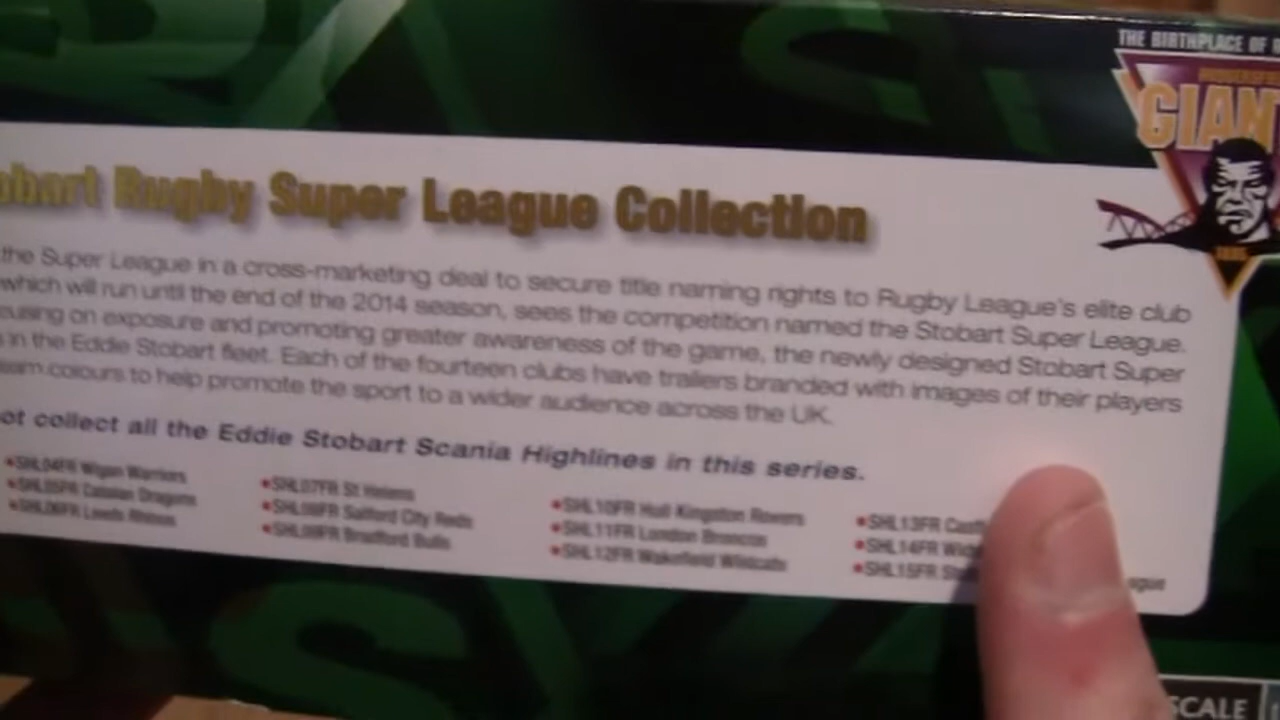 THE BIRTHPLACE OF
GIAN
obart Rugby Super League Collection
the Super League in a cross-marketing deal to secure title naming rights to Rugby League's elite club
which will run until the end of the 2014 season, sees the competition named the Stobart Super League.
using on exposure and promoting greater awareness of the game, the newly designed Stobart Super
in the Eddie Stobart fleet. Each of the fourteen clubs have trailers branded with images of their players
eam colours to help promote the sport to a wider audience across the UK.
ot collect all the Eddie Stobart Scania Highlines in this series.
•SHL04FR Wigan Warriors
•SHL05FR Catalan Dragons
•SHL06FR Leeds Rhinos
•SHL07FR St Helens
•SHL08FR Salford City Reds
•SHL09FR Bradford Bulls
•SHL10FR Hull Kingston Rovers
•SHL11FR London Broncos
•SHL12FR Wakefield Wildcats
•SHL13FR Castl
•SHL14FR Widn
•SHL15FR Sto
ague
SCALE